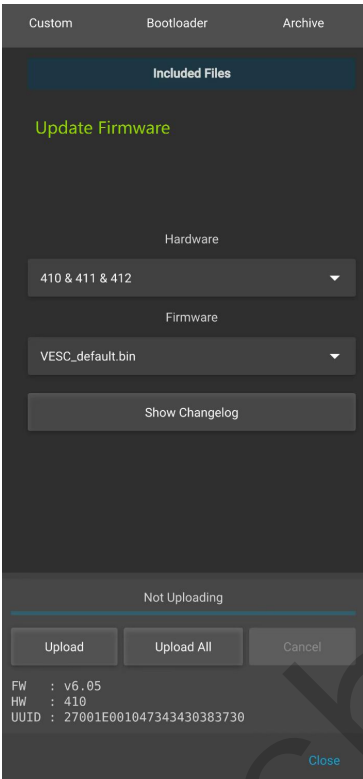 Custom Bootloader Archive
Included Files
Update Firmware
Hardware
410 & 411 & 412
Firmware
VESC_default.bin
Show Changelog
Not Uploading
Upload Upload All Cancel
FW : v6.05
HW : 410
UUID : 27001E001047343430383730
Close